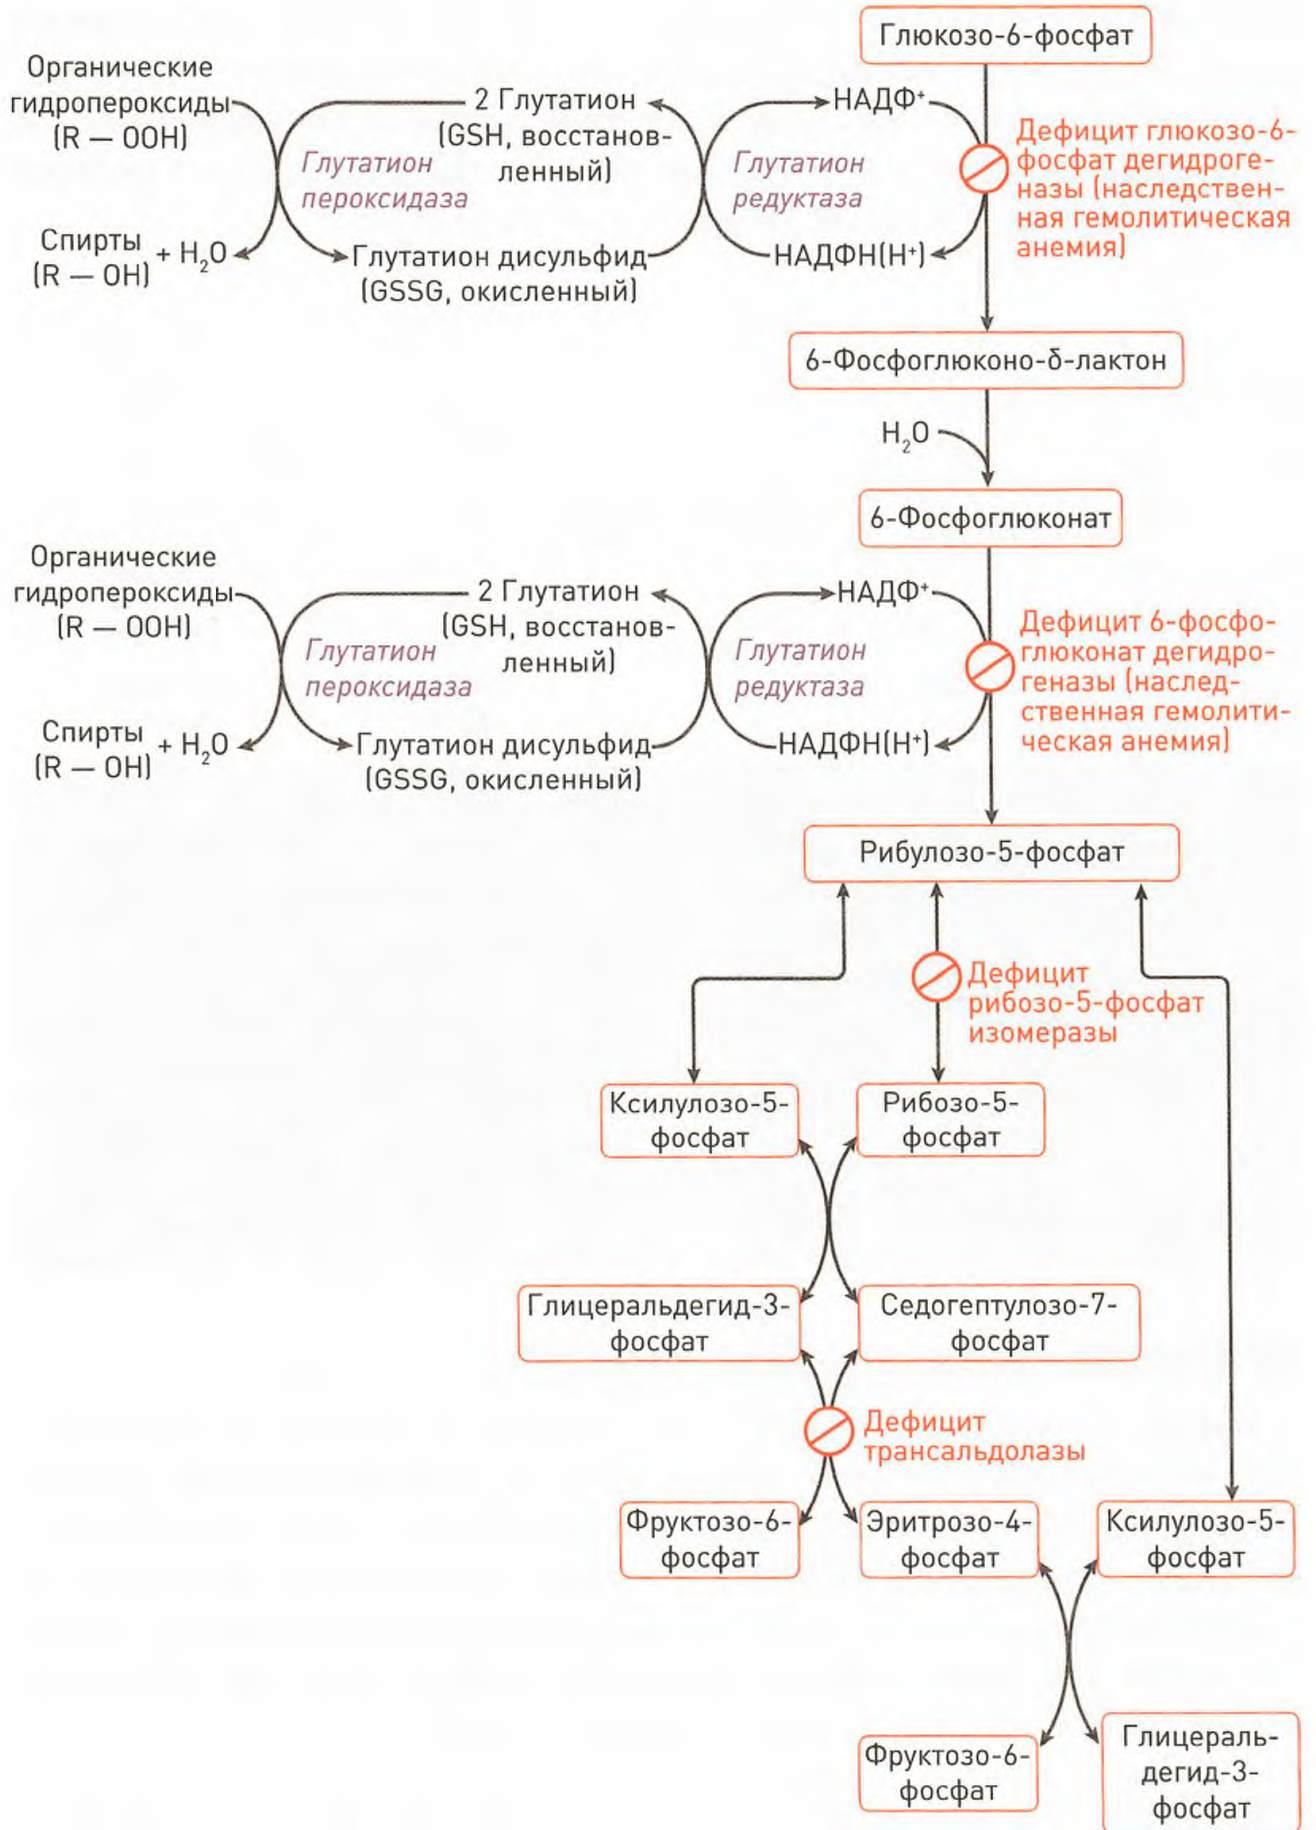 Глюкозо-6-фосфат
Органические
гидропероксиды
(R — OOH)
2 Глутатион
(GSH, восстанов-
ленный)
НАДФ⁺
Глутатион
пероксидаза
Глутатион
редуктаза
Дефицит глюкозо-6-
фосфат дегидроге-
назы (наследствен-
ная гемолитическая
анемия)
Спирты
(R — OH)
+ H₂O
Глутатион дисульфид
(GSSG, окисленный)
НАДФН(Н⁺)
6-Фосфоглюконо-δ-лактон
H₂O
6-Фосфоглюконат
Органические
гидропероксиды
(R — OOH)
2 Глутатион
(GSH, восстанов-
ленный)
НАДФ⁺
Глутатион
пероксидаза
Глутатион
редуктаза
Дефицит 6-фосфо-
глюконат дегидро-
геназы (наслед-
ственная гемолити-
ческая анемия)
Спирты
(R — OH)
+ H₂O
Глутатион дисульфид
(GSSG, окисленный)
НАДФН(Н⁺)
Рибулозо-5-фосфат
Дефицит
рибозо-5-фосфат
изомеразы
Ксилулозо-5-
фосфат
Рибозо-5-
фосфат
Глицеральдегид-3-
фосфат
Седогептулозо-7-
фосфат
Дефицит
трансальдолазы
Фруктозо-6-
фосфат
Эритрозо-4-
фосфат
Ксилулозо-5-
фосфат
Фруктозо-6-
фосфат
Глицераль-
дегид-3-
фосфат